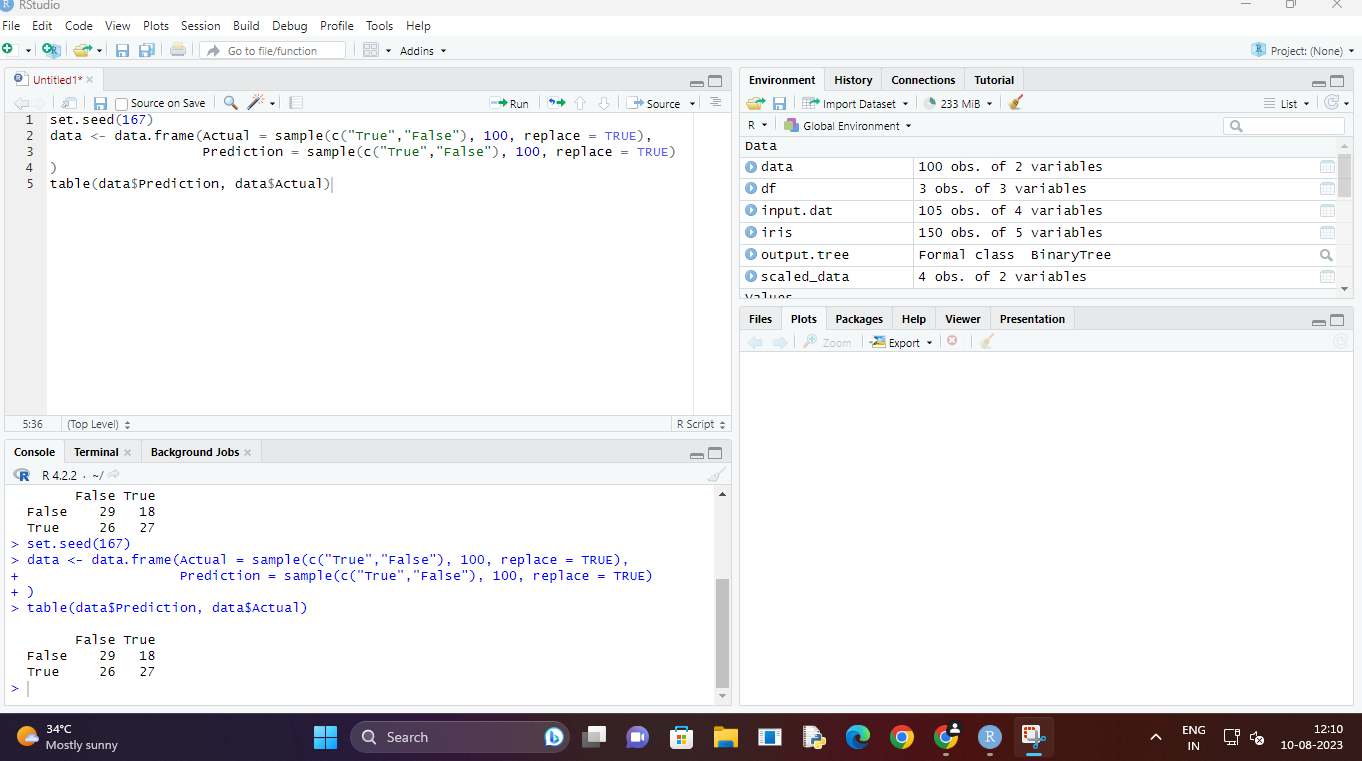 RStudio
File Edit Code View Plots Session Build Debug Profile Tools Help
Go to file/function Addins Project: (None)
Untitled1*
Source on Save Run Source
1 set.seed(167)
2 data <- data.frame(Actual = sample(c("True","False"), 100, replace = TRUE),
3 Prediction = sample(c("True","False"), 100, replace = TRUE)
4 )
5 table(data$Prediction, data$Actual)
5:36 (Top Level) R Script
Console Terminal Background Jobs
R 4.2.2 · ~/
False True
False 29 18
True 26 27
> set.seed(167)
> data <- data.frame(Actual = sample(c("True","False"), 100, replace = TRUE),
+ Prediction = sample(c("True","False"), 100, replace = TRUE)
+ )
> table(data$Prediction, data$Actual)
False True
False 29 18
True 26 27
>
Environment History Connections Tutorial
Import Dataset 233 MiB List
R Global Environment
Data
data 100 obs. of 2 variables
df 3 obs. of 3 variables
input.dat 105 obs. of 4 variables
iris 150 obs. of 5 variables
output.tree Formal class BinaryTree
scaled_data 4 obs. of 2 variables
Values
Files Plots Packages Help Viewer Presentation
Zoom Export
34°C
Mostly sunny
Search
ENG
IN
12:10
10-08-2023